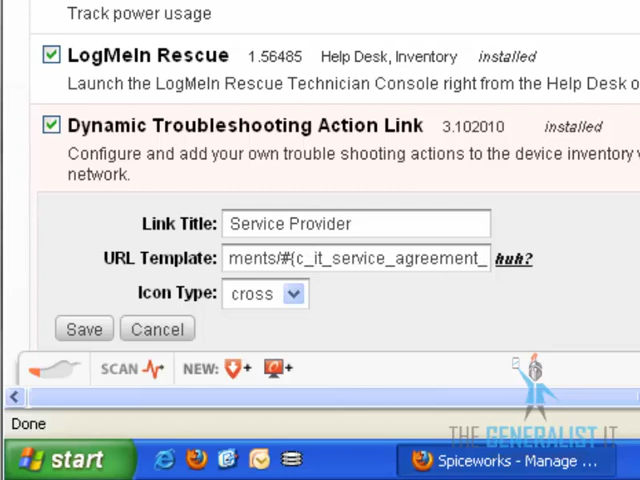 Track power usage
LogMeIn Rescue 1.56485 Help Desk, Inventory installed
Launch the LogMeIn Rescue Technician Console right from the Help Desk o
Dynamic Troubleshooting Action Link 3.102010 installed
Configure and add your own trouble shooting actions to the device inventory v
network.
Link Title: Service Provider
URL Template: ments/#{c_it_service_agreement_ huh?
Icon Type: cross
Save Cancel
SCAN NEW: + +
Done
THE GENERALIST IT
start Spiceworks - Manage ...